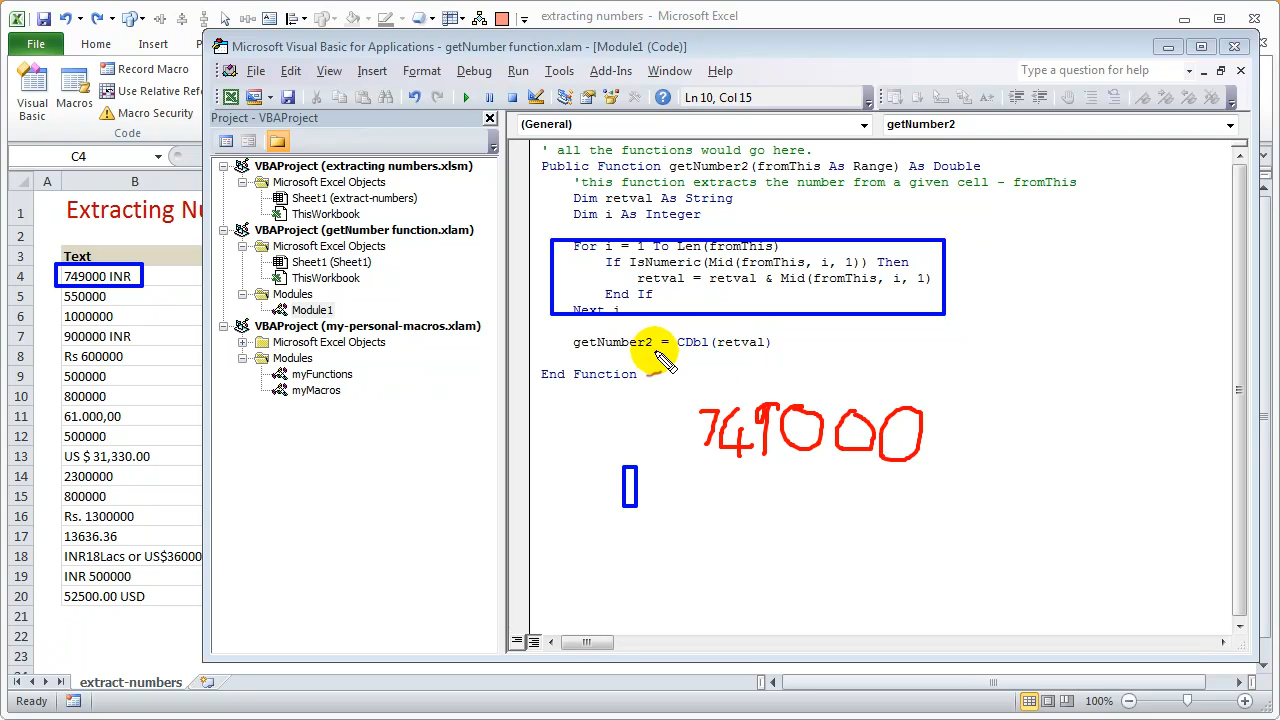 extracting numbers - Microsoft Excel
File
Home
Insert
Visual Basic
Macros
Record Macro
Use Relative Refe
Macro Security
Code
C4
A
B
1
Extracting Nu
2
3
Text
4
749000 INR
5
550000
6
1000000
7
900000 INR
8
Rs 600000
9
500000
10
800000
11
61.000,00
12
500000
13
US $ 31,330.00
14
2300000
15
800000
16
Rs. 1300000
17
13636.36
18
INR18Lacs or US$36000
19
INR 500000
20
52500.00 USD
21
22
23
extract-numbers
Ready
100%
Microsoft Visual Basic for Applications - getNumber function.xlam - [Module1 (Code)]
File Edit View Insert Format Debug Run Tools Add-Ins Window Help
Type a question for help
Ln 10, Col 15
Project - VBAProject
VBAProject (extracting numbers.xlsm)
Microsoft Excel Objects
Sheet1 (extract-numbers)
ThisWorkbook
VBAProject (getNumber function.xlam)
Microsoft Excel Objects
Sheet1 (Sheet1)
ThisWorkbook
Modules
Module1
VBAProject (my-personal-macros.xlam)
Microsoft Excel Objects
Modules
myFunctions
myMacros
(General)
getNumber2
' all the functions would go here.
Public Function getNumber2(fromThis As Range) As Double
'this function extracts the number from a given cell - fromThis
Dim retval As String
Dim i As Integer
For i = 1 To Len(fromThis)
If IsNumeric(Mid(fromThis, i, 1)) Then
retval = retval & Mid(fromThis, i, 1)
End If
Next i
getNumber2 = CDbl(retval)
End Function
749000